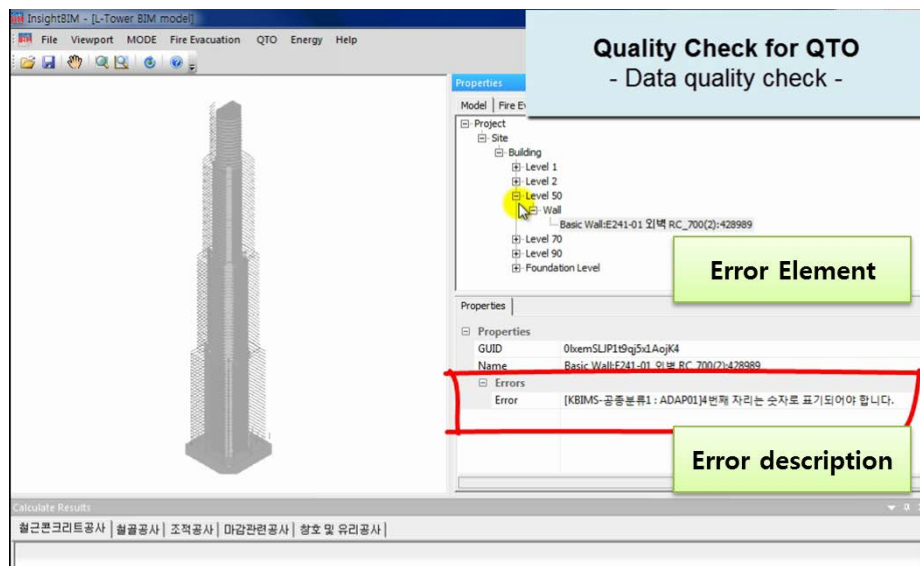 InsightBIM - [L-Tower BIM model]
File Viewport MODE Fire Evacuation QTO Energy Help
Quality Check for QTO
- Data quality check -
Properties
Model Fire Ev
Project
Site
Building
Level 1
Level 2
Level 50
Wall
Basic Wall:E241-01 외벽 RC_700(2):428989
Level 70
Level 90
Foundation Level
Error Element
Properties
Properties
GUID 0lxemSLJP1t9qj5x1AojK4
Name Basic Wall:E241-01 외벽 RC_700(2):428989
Errors
Error [KBIMS-공종분류1 : ADAP01]4번째 자리는 숫자로 표기되어야 합니다.
Error description
Calculate Results
철근콘크리트공사 철골공사 조적공사 마감관련공사 창호 및 유리공사